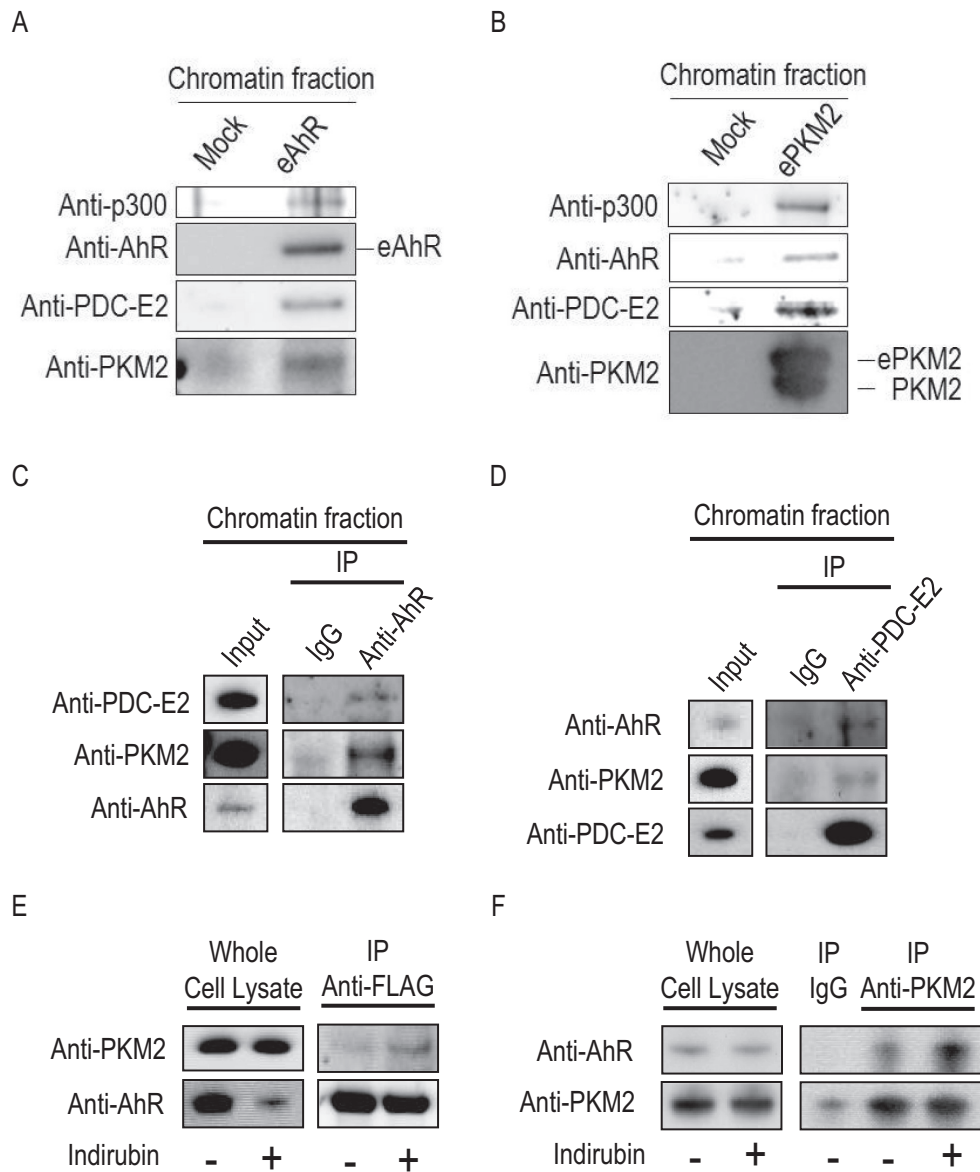 A
Chromatin fraction
Mock eAhR
Anti-p300
Anti-AhR eAhR
Anti-PDC-E2
Anti-PKM2
B
Chromatin fraction
Mock ePKM2
Anti-p300
Anti-AhR
Anti-PDC-E2
Anti-PKM2 ePKM2
PKM2
C
Chromatin fraction
IP
Input IgG Anti-AhR
Anti-PDC-E2
Anti-PKM2
Anti-AhR
D
Chromatin fraction
IP
Input IgG Anti-PDC-E2
Anti-AhR
Anti-PKM2
Anti-PDC-E2
E
Whole IP
Cell Lysate Anti-FLAG
Anti-PKM2
Anti-AhR
Indirubin - + - +
F
Whole IP IP
Cell Lysate IgG Anti-PKM2
Anti-AhR
Anti-PKM2
Indirubin - + - +